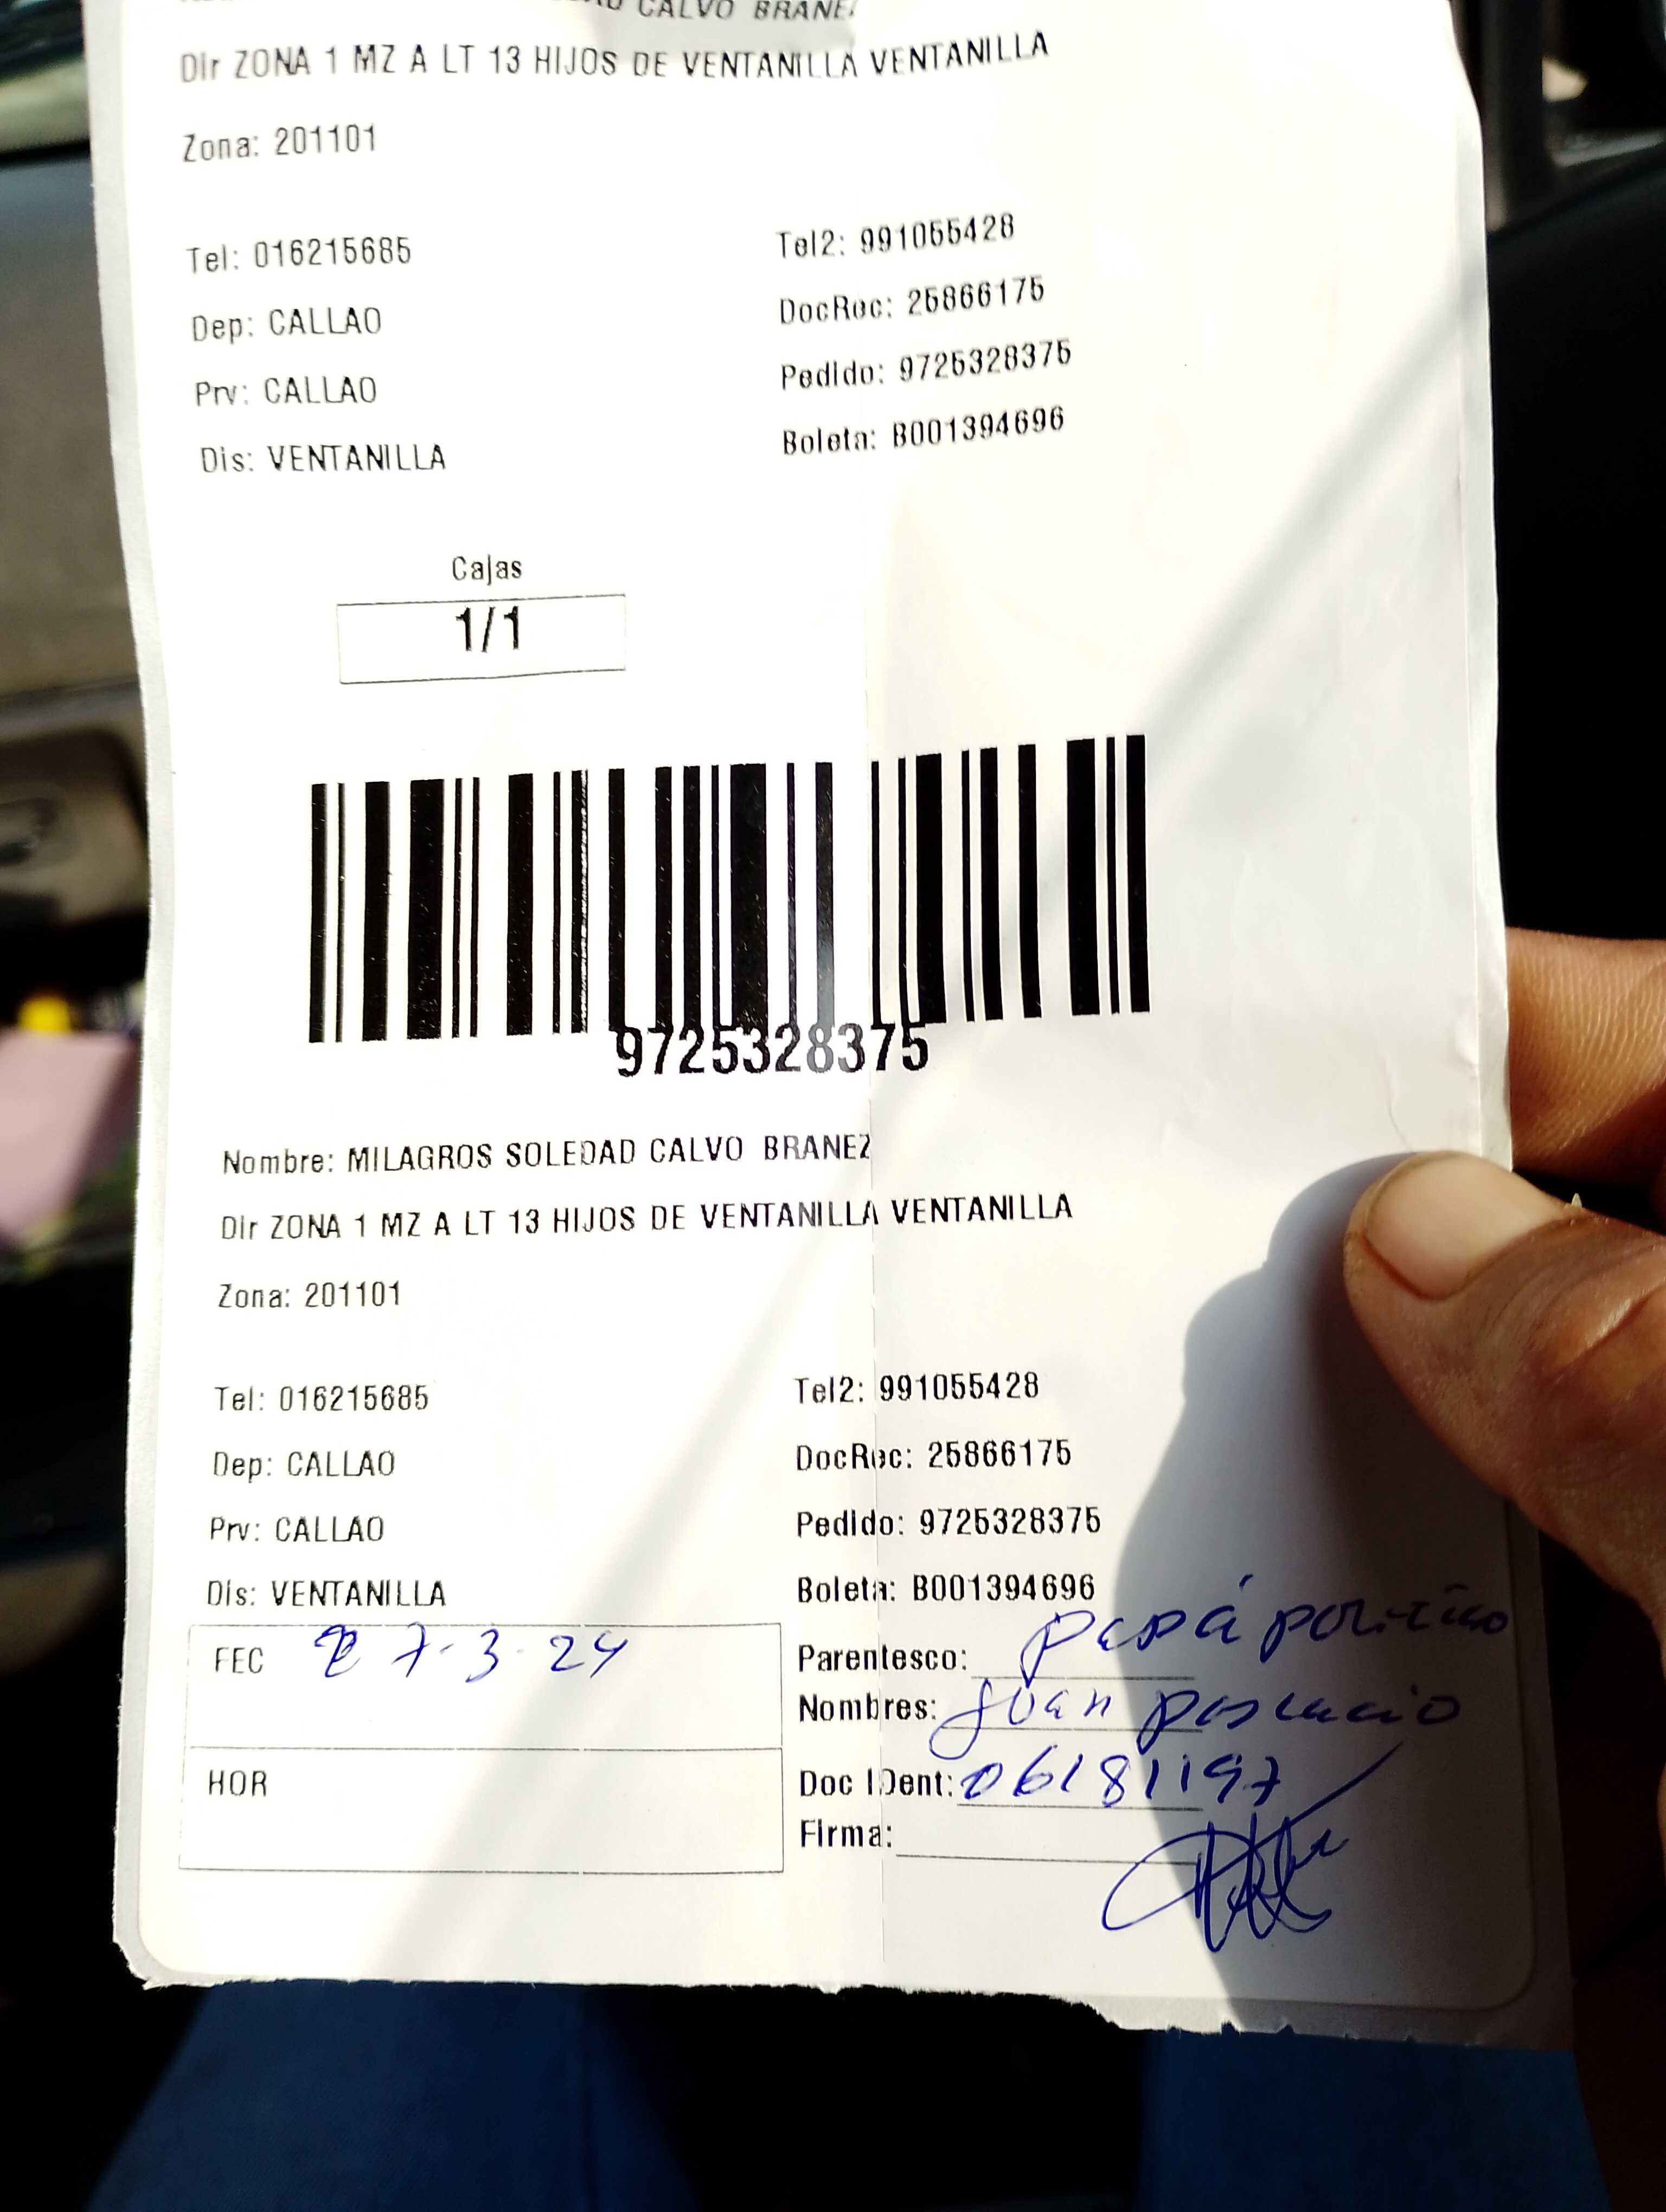 CALVO BRANEZ
Dir ZONA 1 MZ A LT 13 HIJOS DE VENTANILLA VENTANILLA
Zona: 201101
Tel: 016215685 Tel2: 991055428
Dep: CALLAO DocRec: 25866175
Prv: CALLAO Pedido: 9725328375
Dis: VENTANILLA Boleta: B001394696
Cajas
1/1
9725328375
Nombre: MILAGROS SOLEDAD CALVO BRANEZ
Dir ZONA 1 MZ A LT 13 HIJOS DE VENTANILLA VENTANILLA
Zona: 201101
Tel: 016215685 Tel2: 991055428
Dep: CALLAO DocRec: 25866175
Prv: CALLAO Pedido: 9725328375
Dis: VENTANILLA Boleta: B001394696
FEC 27-3-24 Parentesco: papá político
Nombres: Juan
HOR Doc IDent: 06181197
Firma: